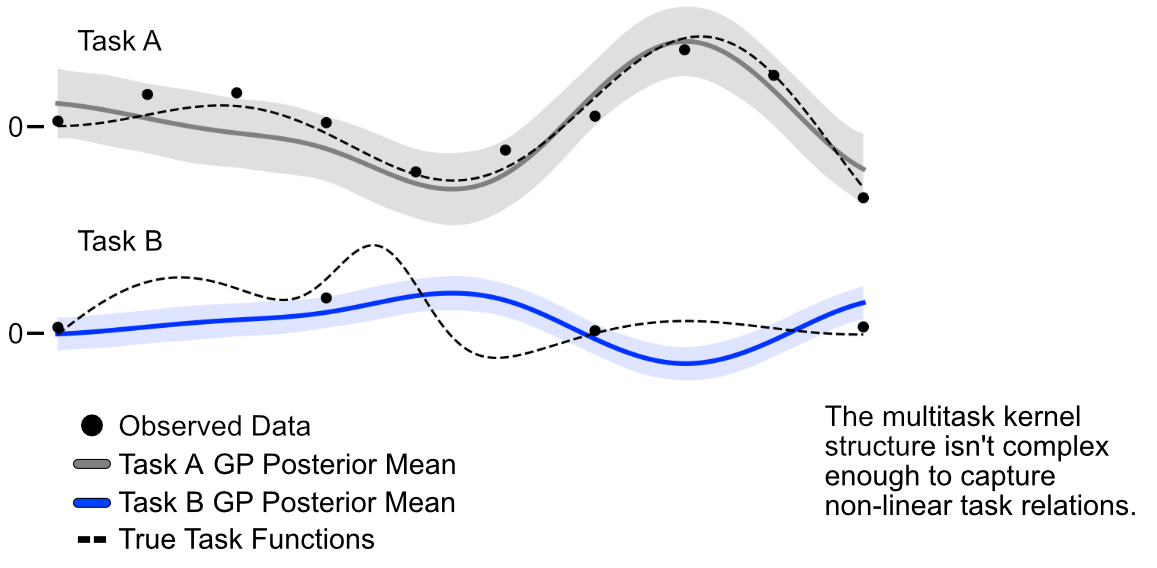 Task A
0
Task B
0
Observed Data
Task A GP Posterior Mean
Task B GP Posterior Mean
True Task Functions
The multitask kernel
structure isn't complex
enough to capture
non-linear task relations.